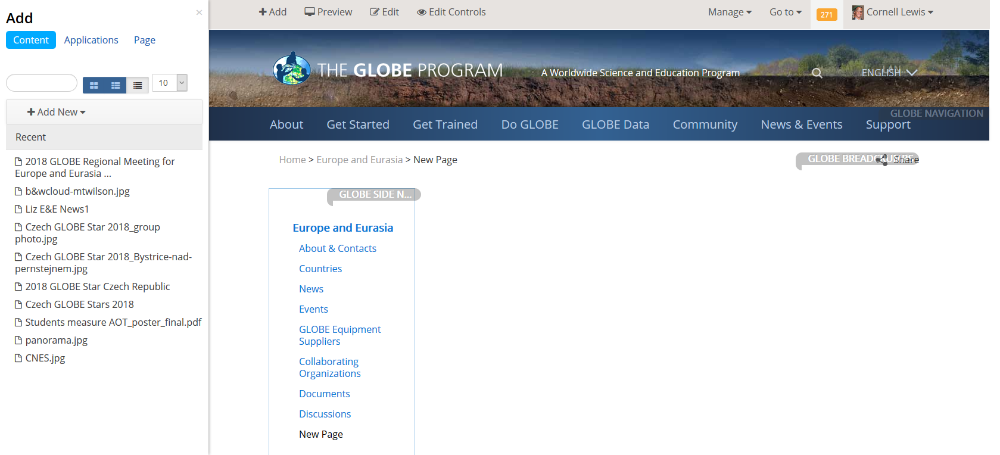 Add
×
Content Applications Page
10
Add New
Recent
2018 GLOBE Regional Meeting for
Europe and Eurasia ...
b&wcloud-mtwilson.jpg
Liz E&E News1
Czech GLOBE Star 2018_group
photo.jpg
Czech GLOBE Star 2018_Bystrice-nad-
pernstejnem.jpg
2018 GLOBE Star Czech Republic
Czech GLOBE Stars 2018
Students measure AOT_poster_final.pdf
panorama.jpg
CNES.jpg
Add Preview Edit Edit Controls Manage Go to 271 Cornell Lewis
THE GLOBE PROGRAM
A Worldwide Science and Education Program
ENGLISH
GLOBE NAVIGATION
About Get Started Get Trained Do GLOBE GLOBE Data Community News & Events Support
Home > Europe and Eurasia > New Page
GLOBE BREADCRUMBS
Share
GLOBE SIDE N...
Europe and Eurasia
About & Contacts
Countries
News
Events
GLOBE Equipment
Suppliers
Collaborating
Organizations
Documents
Discussions
New Page